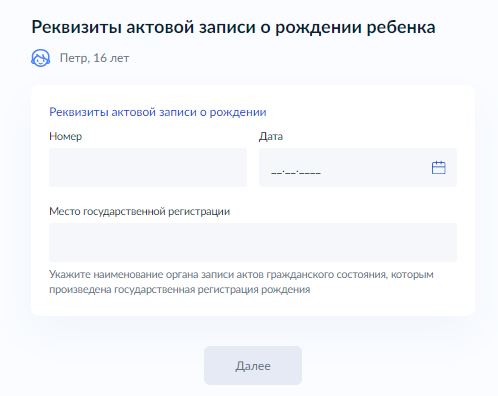 Реквизиты актовой записи о рождении ребенка
Петр, 16 лет
Реквизиты актовой записи о рождении
Номер
Дата
__.__.____
Место государственной регистрации
Укажите наименование органа записи актов гражданского состояния, которым
произведена государственная регистрация рождения
Далее